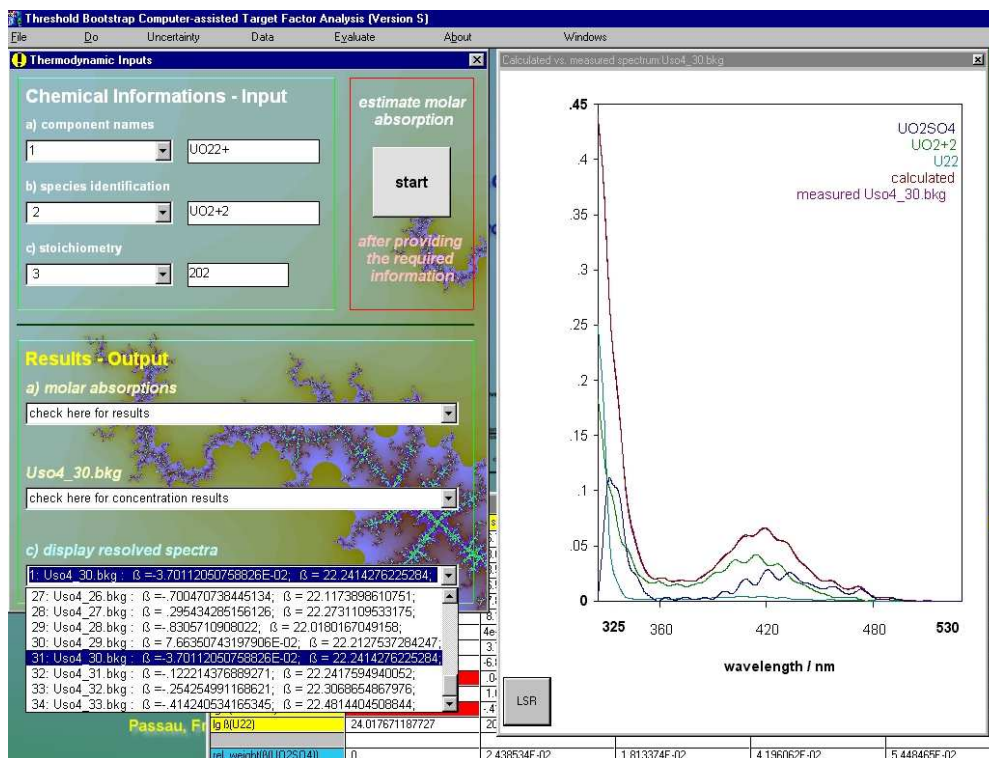 Threshold Bootstrap Computer-assisted Target Factor Analysis (Version S)
File Do Uncertainty Data Evaluate About Windows
Thermodynamic Inputs
Chemical Informations - Input
a) component names
1 UO22+
b) species identification
2 UO2+2
c) stoichiometry
3 202
estimate molar
absorption
start
after providing
the required
information
Results - Output
a) molar absorptions
check here for results
Uso4_30.bkg
check here for concentration results
c) display resolved spectra
1: Uso4_30.bkg : ß =-3.70112050758826E-02; ß = 22.2414276225284;
27: Uso4_26.bkg : ß =-.700470738445134; ß = 22.1173898610751;
28: Uso4_27.bkg : ß =.295434285156126; ß = 22.2731109533175;
29: Uso4_28.bkg : ß =-.8305710908022; ß = 22.0180167049158;
30: Uso4_29.bkg : ß = 7.66350743197906E-02; ß = 22.2127537284247;
31: Uso4_30.bkg : ß =-3.70112050758826E-02; ß = 22.2414276225284;
32: Uso4_31.bkg : ß =-.122214376889271; ß = 22.2417594940052;
33: Uso4_32.bkg : ß =-.254254991168621; ß = 22.3068654867976;
34: Uso4_33.bkg : ß =-.414240534165345; ß = 22.4814404508844;
Passau, Fr
lg ß(U22) 24.017671187727 20
rel. weight(ß(UO2SO4)) 0 2.438534E-02 1.813374E-02 4.196062E-02 5.448465E-02
Calculated vs. measured spectrum:Uso4_30.bkg
.45
.4
.35
.3
.25
.2
.15
.1
.05
0
UO2SO4
UO2+2
U22
calculated
measured Uso4_30.bkg
325 360 420 480 530
wavelength / nm
LSR